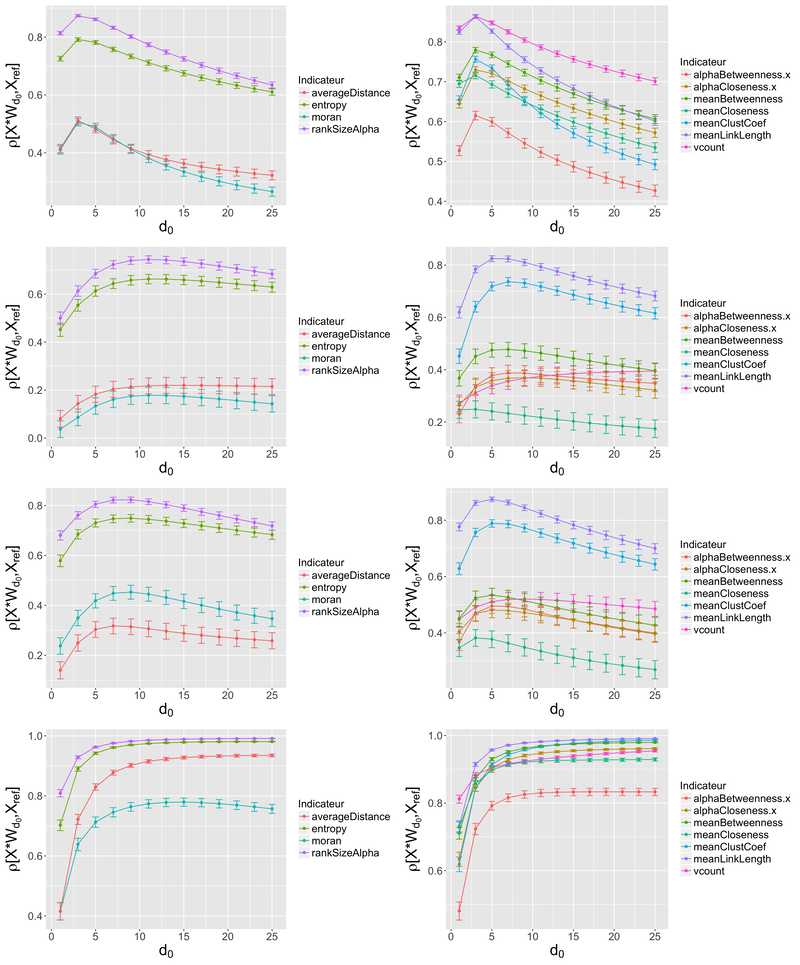 ρ[X*W_d0,X_ref]
0.8
0.6
0.4
0 5 10 15 20 25
d0
Indicateur
averageDistance
entropy
moran
rankSizeAlpha
ρ[X*W_d0,X_ref]
0.8
0.7
0.6
0.5
0.4
0 5 10 15 20 25
d0
Indicateur
alphaBetweenness.x
alphaCloseness.x
meanBetweenness
meanCloseness
meanClustCoef
meanLinkLength
vcount
ρ[X*W_d0,X_ref]
0.6
0.4
0.2
0.0
0 5 10 15 20 25
d0
Indicateur
averageDistance
entropy
moran
rankSizeAlpha
ρ[X*W_d0,X_ref]
0.8
0.6
0.4
0.2
0 5 10 15 20 25
d0
Indicateur
alphaBetweenness.x
alphaCloseness.x
meanBetweenness
meanCloseness
meanClustCoef
meanLinkLength
vcount
ρ[X*W_d0,X_ref]
0.8
0.6
0.4
0.2
0 5 10 15 20 25
d0
Indicateur
averageDistance
entropy
moran
rankSizeAlpha
ρ[X*W_d0,X_ref]
0.8
0.6
0.4
0 5 10 15 20 25
d0
Indicateur
alphaBetweenness.x
alphaCloseness.x
meanBetweenness
meanCloseness
meanClustCoef
meanLinkLength
vcount
ρ[X*W_d0,X_ref]
1.0
0.8
0.6
0.4
0 5 10 15 20 25
d0
Indicateur
averageDistance
entropy
moran
rankSizeAlpha
ρ[X*W_d0,X_ref]
1.0
0.8
0.6
0 5 10 15 20 25
d0
Indicateur
alphaBetweenness.x
alphaCloseness.x
meanBetweenness
meanCloseness
meanClustCoef
meanLinkLength
vcount